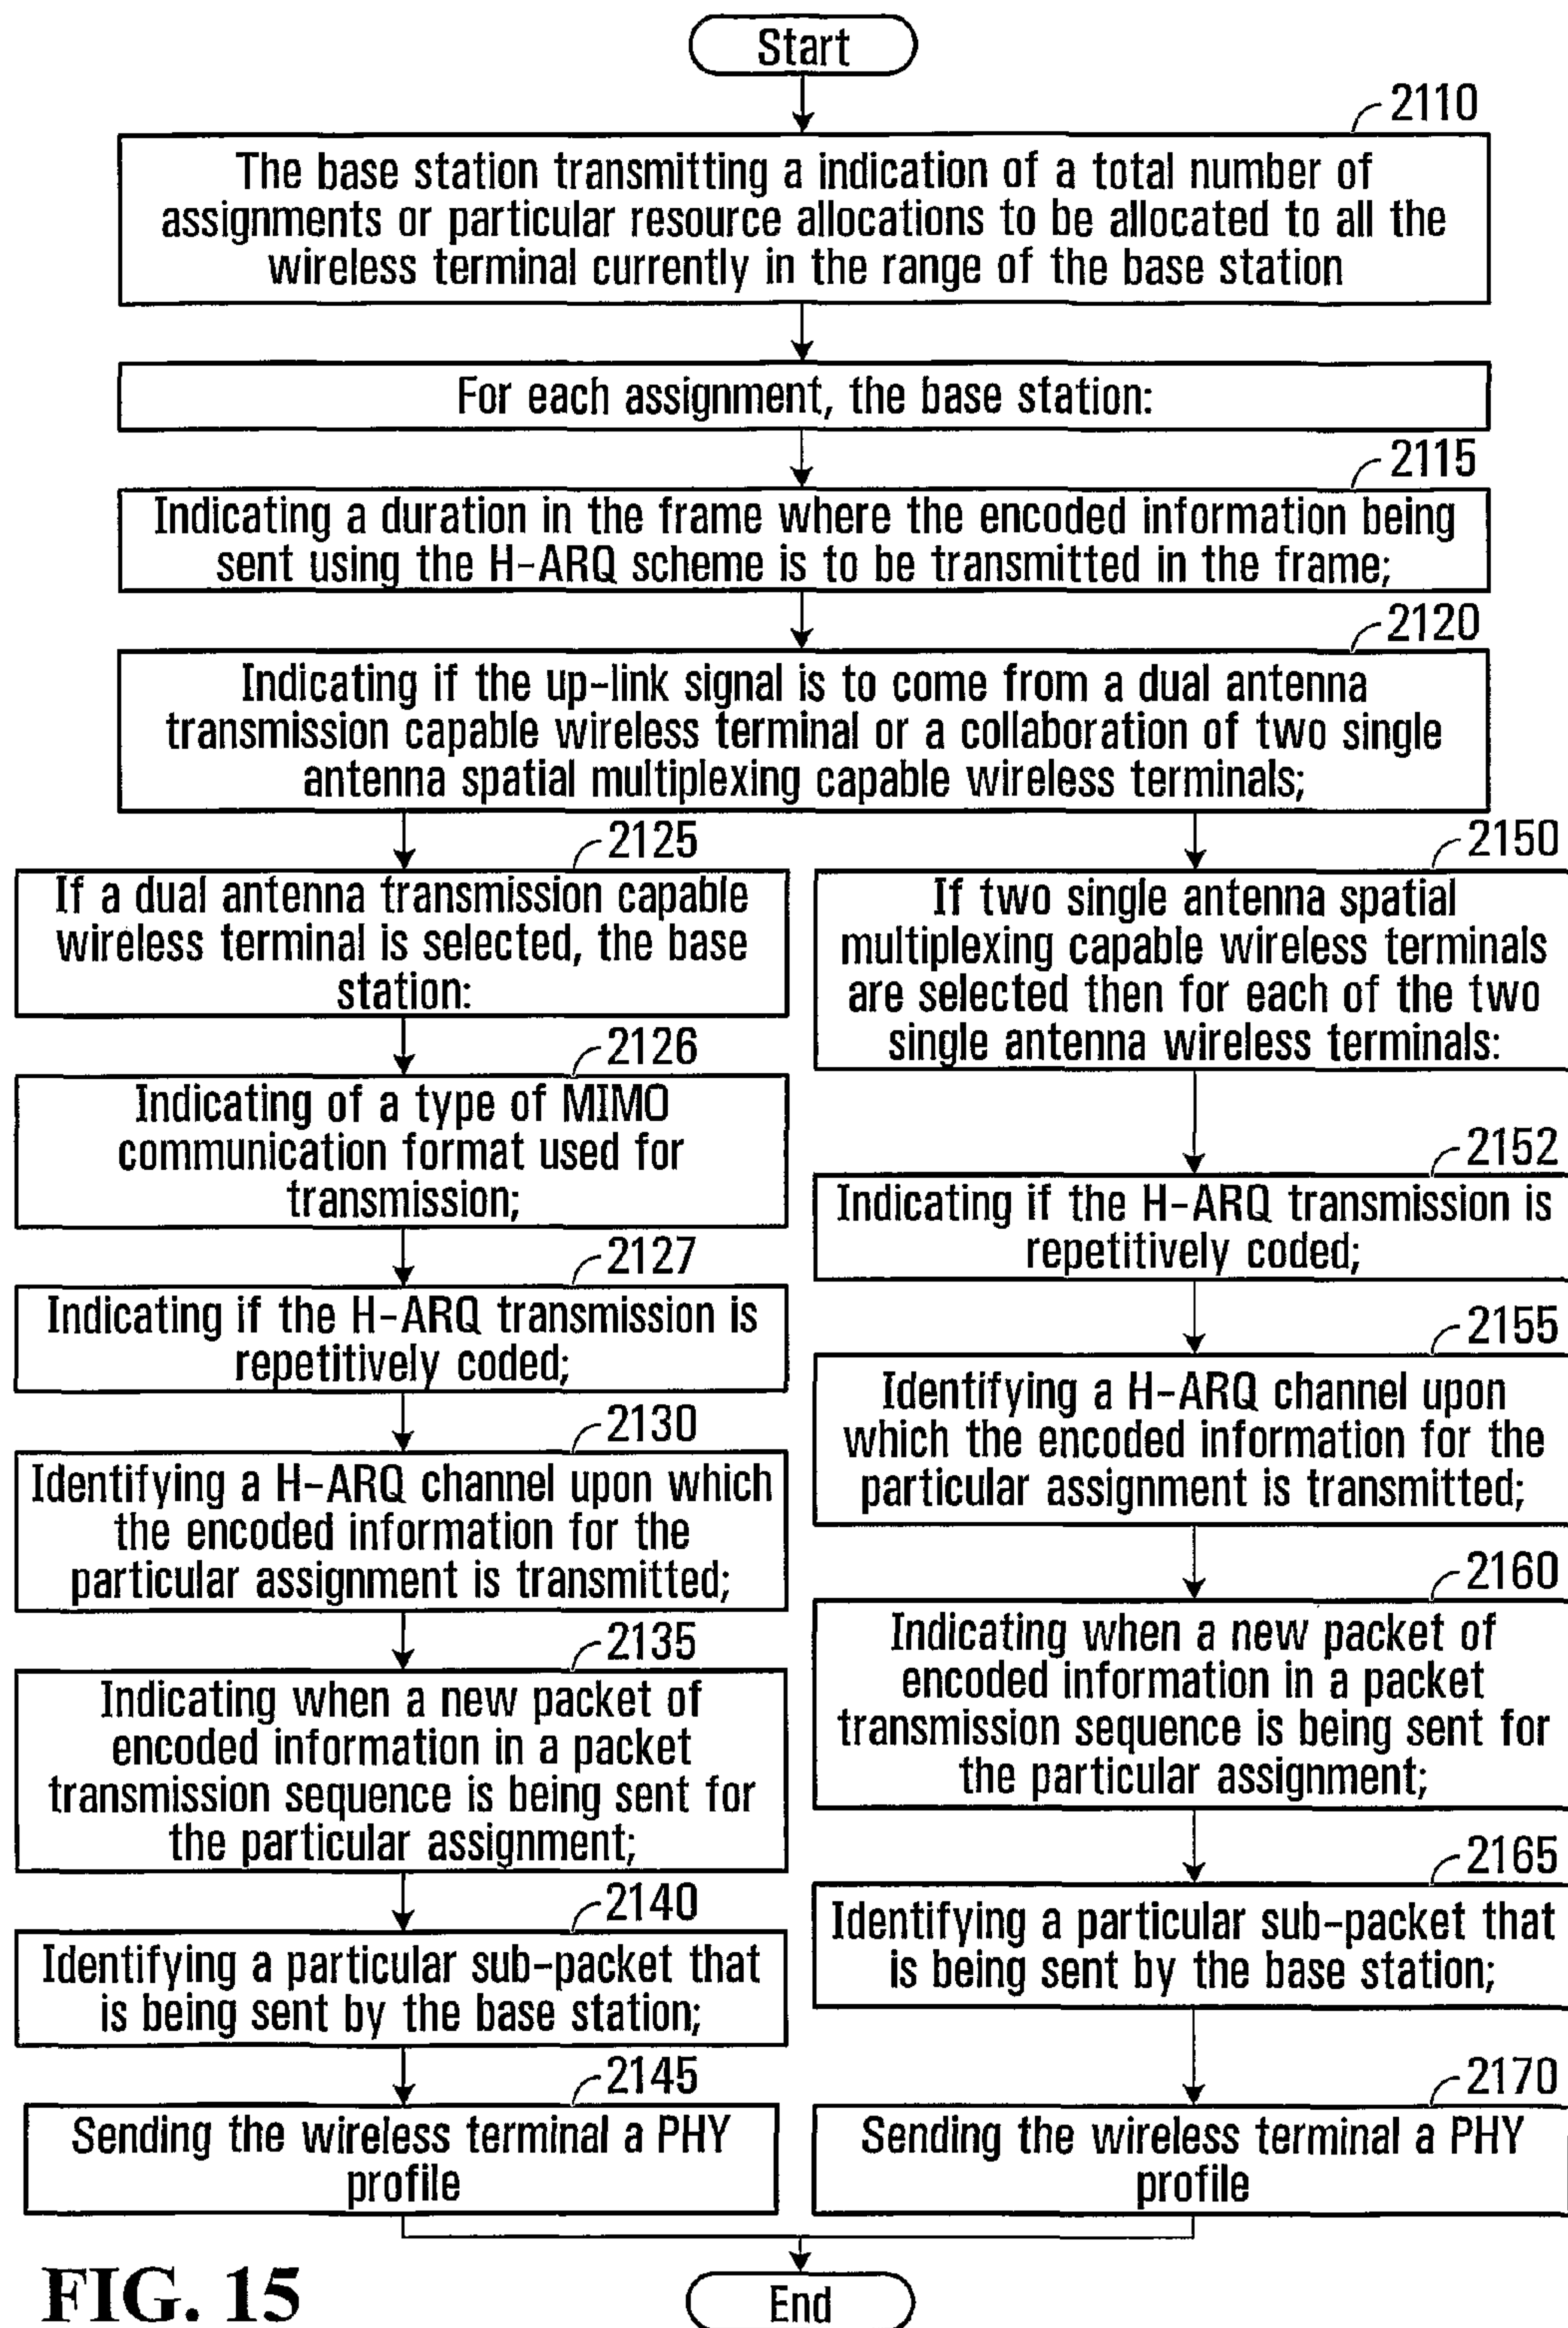 Start
2110
The base station transmitting a indication of a total number of
assignments or particular resource allocations to be allocated to all the
wireless terminal currently in the range of the base station
For each assignment, the base station:
2115
Indicating a duration in the frame where the encoded information being
sent using the H-ARQ scheme is to be transmitted in the frame;
2120
Indicating if the up-link signal is to come from a dual antenna
transmission capable wireless terminal or a collaboration of two single
antenna spatial multiplexing capable wireless terminals;
2125
If a dual antenna transmission capable
wireless terminal is selected, the base
station:
2126
Indicating of a type of MIMO
communication format used for
transmission;
2127
Indicating if the H-ARQ transmission is
repetitively coded;
2130
Identifying a H-ARQ channel upon which
the encoded information for the
particular assignment is transmitted;
2135
Indicating when a new packet of
encoded information in a packet
transmission sequence is being sent for
the particular assignment;
2140
Identifying a particular sub-packet that
is being sent by the base station;
2145
Sending the wireless terminal a PHY
profile
2150
If two single antenna spatial
multiplexing capable wireless terminals
are selected then for each of the two
single antenna wireless terminals:
2152
Indicating if the H-ARQ transmission is
repetitively coded;
2155
Identifying a H-ARQ channel upon
which the encoded information for the
particular assignment is transmitted;
2160
Indicating when a new packet of
encoded information in a packet
transmission sequence is being sent for
the particular assignment;
2165
Identifying a particular sub-packet that
is being sent by the base station;
2170
Sending the wireless terminal a PHY
profile
End
FIG. 15